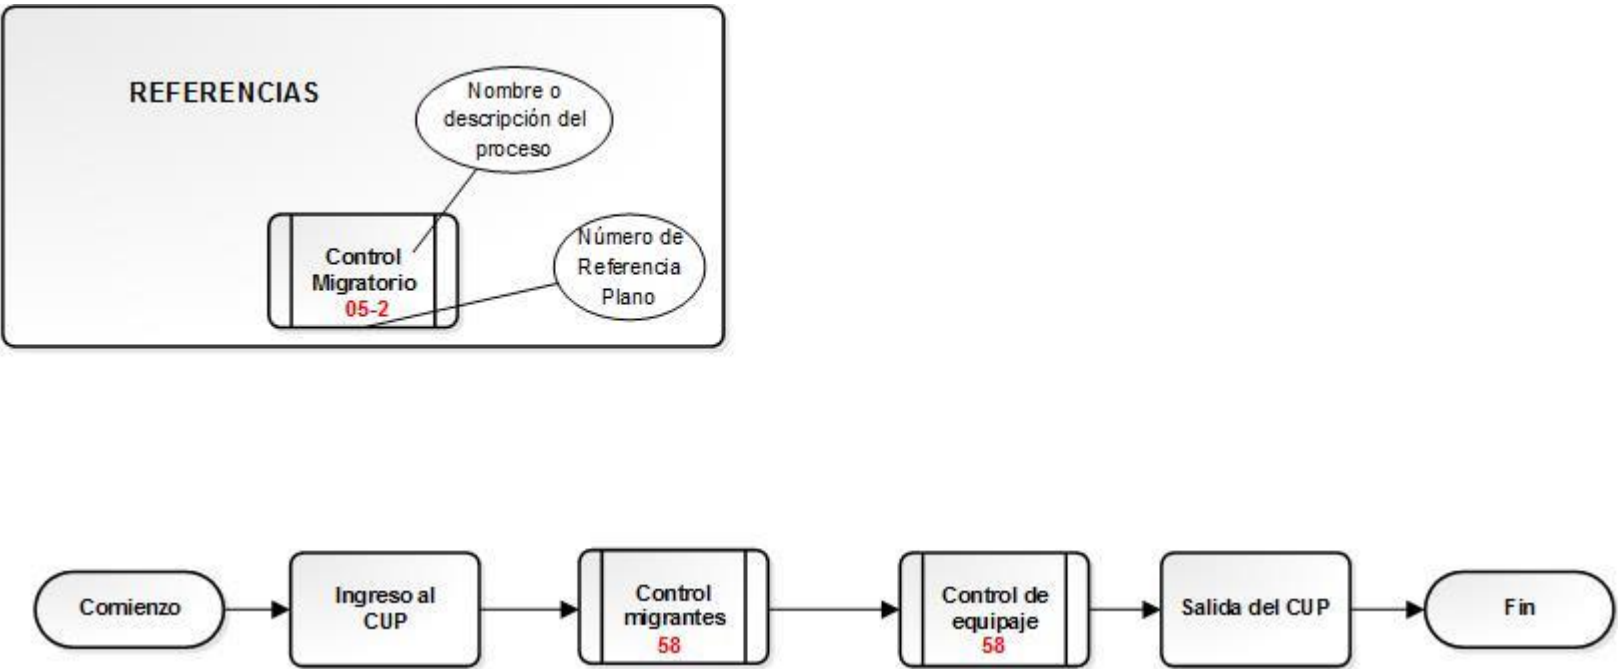 REFERENCIAS
Nombre o
descripción del
proceso
Control
Migratorio
05-2
Número de
Referencia
Plano
Comienzo
Ingreso al
CUP
Control
migrantes
58
Control de
equipaje
58
Salida del CUP
Fin